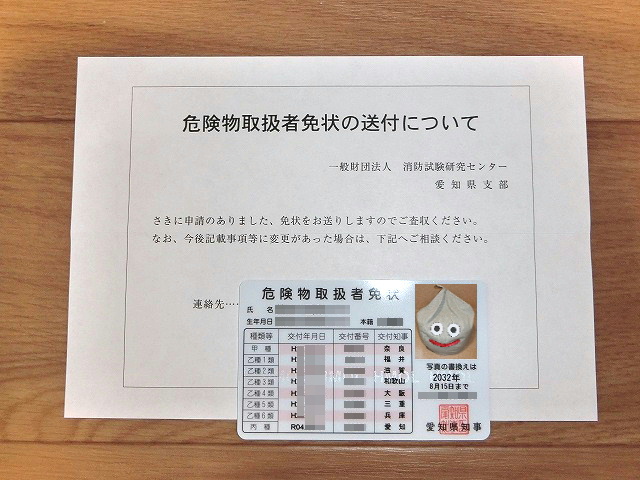 危険物取扱者免状の送付について
一般財団法人 消防試験研究センター
愛知県支部
さきに申請のありました、免状をお送りしますのでご査収ください。
なお、今後記載事項等に変更があった場合は、下記へご相談ください。
連絡先‥‥
危険物取扱者免状
氏名
生年月日 本籍
種類等 交付年月日 交付番号 交付知事
甲種 H 奈良
乙種1類 H 福井
乙種2類 H 滋賀
乙種3類 H 和歌山
乙種4類 H 大阪
乙種5類 H 三重
乙種6類 H 兵庫
丙種 R04 愛知
写真の書換えは
2032年
8月15日まで
愛知県知事